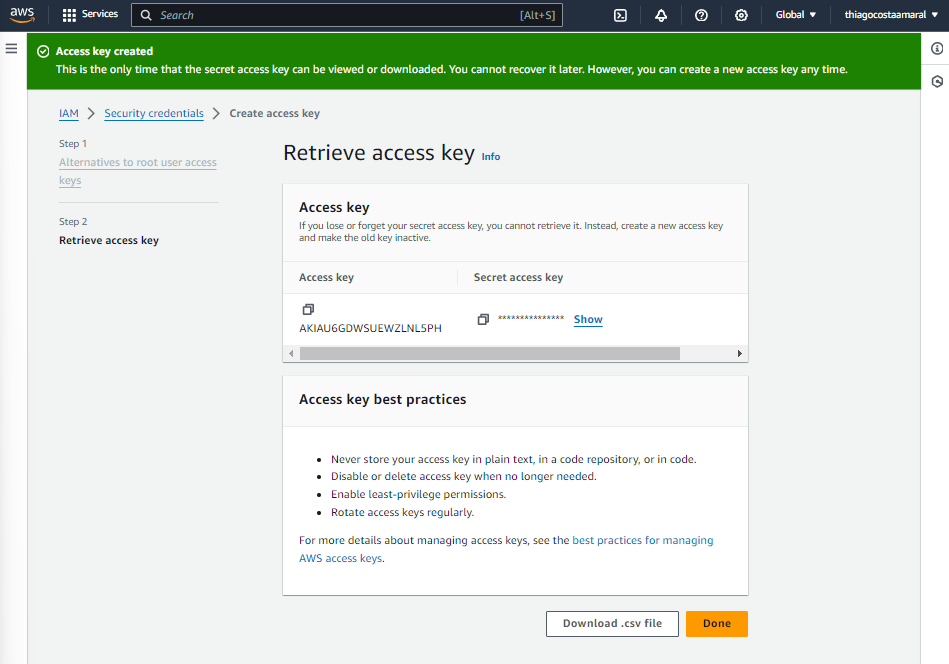 aws
Services
Search
[Alt+S]
Global
thiagocostaamaral
Access key created
This is the only time that the secret access key can be viewed or downloaded. You cannot recover it later. However, you can create a new access key any time.
IAM
Security credentials
Create access key
Step 1
Alternatives to root user access
keys
Step 2
Retrieve access key
Retrieve access key Info
Access key
If you lose or forget your secret access key, you cannot retrieve it. Instead, create a new access key
and make the old key inactive.
Access key
Secret access key
AKIAU6GDWSUEWZLNL5PH
*************** Show
Access key best practices
Never store your access key in plain text, in a code repository, or in code.
Disable or delete access key when no longer needed.
Enable least-privilege permissions.
Rotate access keys regularly.
For more details about managing access keys, see the best practices for managing
AWS access keys.
Download .csv file
Done